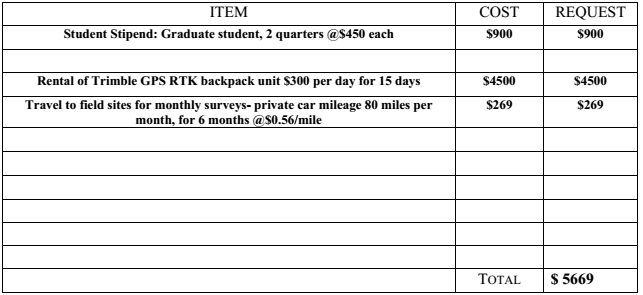 ITEM COST REQUEST
Student Stipend: Graduate student, 2 quarters @$450 each $900 $900
Rental of Trimble GPS RTK backpack unit $300 per day for 15 days $4500 $4500
Travel to field sites for monthly surveys- private car mileage 80 miles per $269 $269
month, for 6 months @$0.56/mile
TOTAL $ 5669